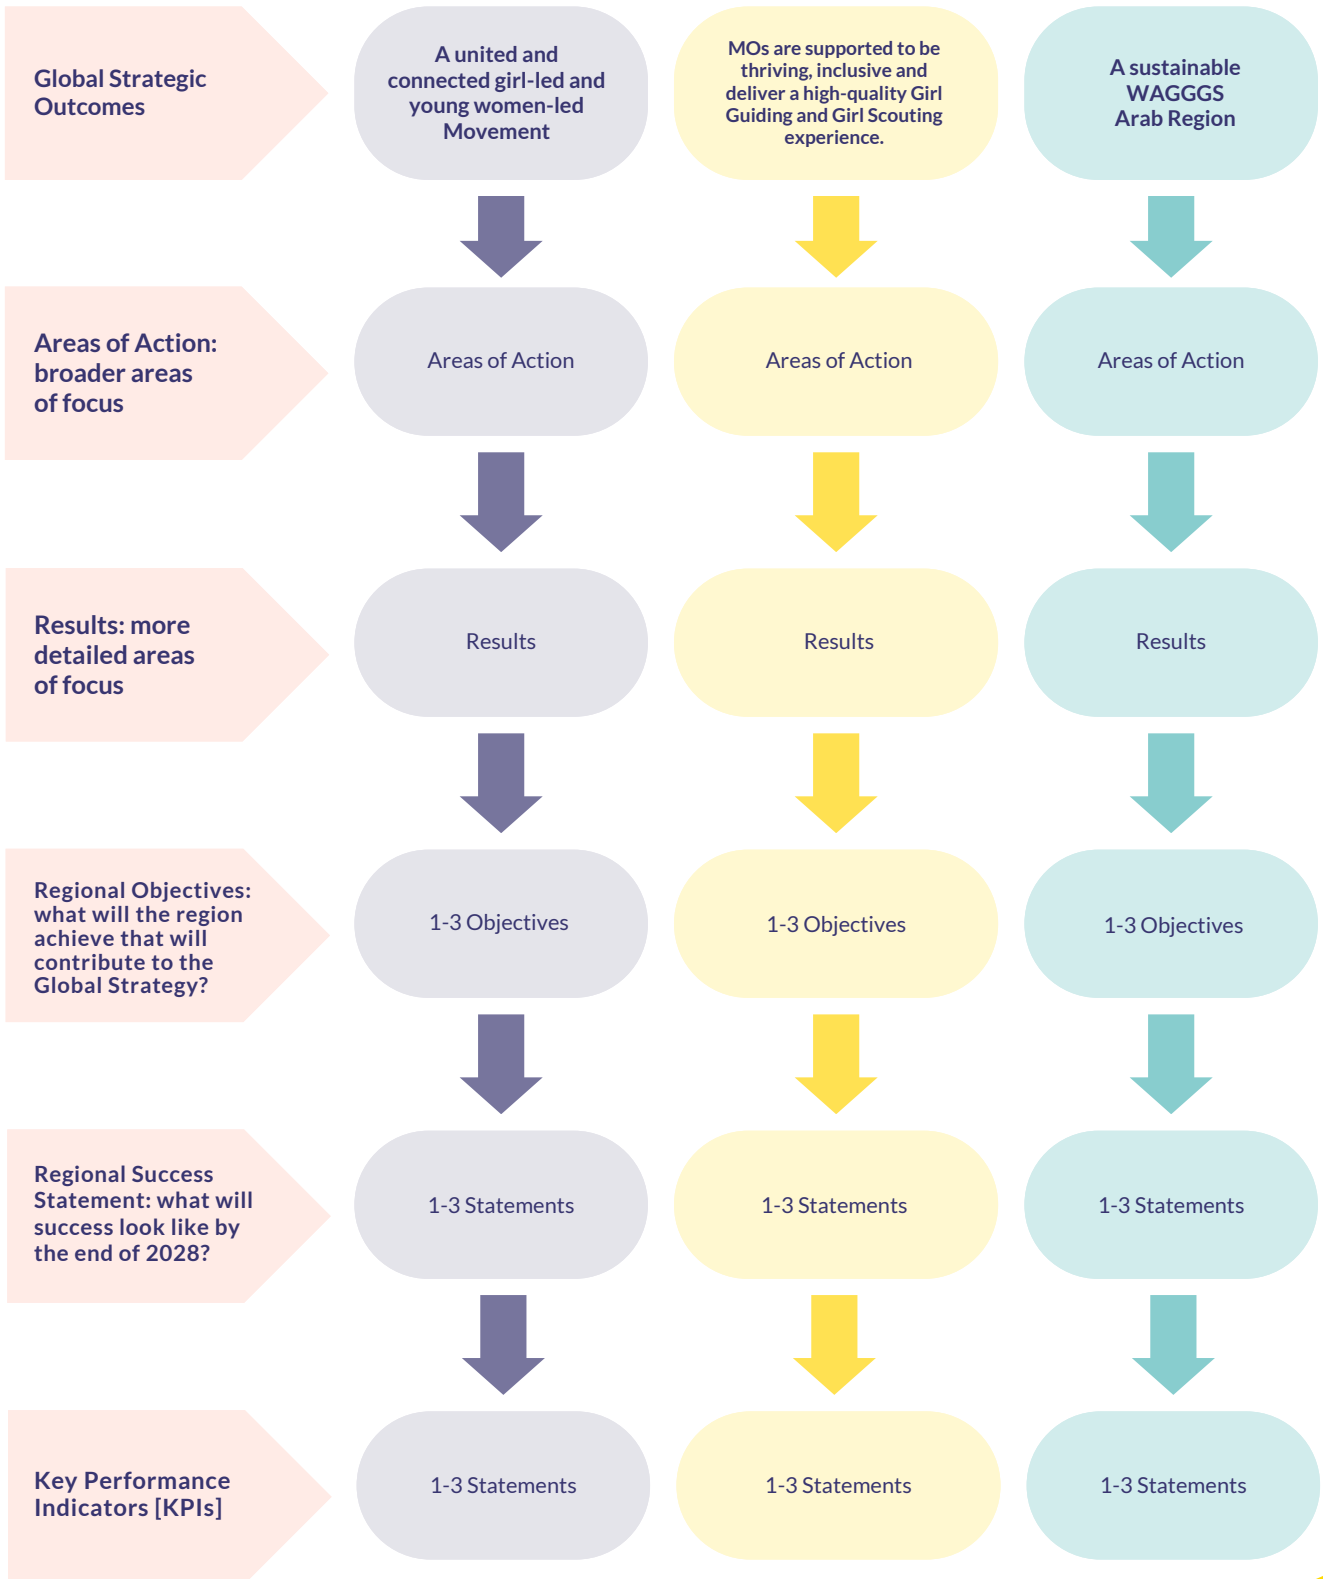 Global Strategic
Outcomes
A united and
connected girl-led and
young women-led
Movement
MOs are supported to be
thriving, inclusive and
deliver a high-quality Girl
Guiding and Girl Scouting
experience.
A sustainable
WAGGGS
Arab Region
Areas of Action:
broader areas
of focus
Areas of Action
Areas of Action
Areas of Action
Results: more
detailed areas
of focus
Results
Results
Results
Regional Objectives:
what will the region
achieve that will
contribute to the
Global Strategy?
1-3 Objectives
1-3 Objectives
1-3 Objectives
Regional Success
Statement: what will
success look like by
the end of 2028?
1-3 Statements
1-3 Statements
1-3 Statements
Key Performance
Indicators [KPIs]
1-3 Statements
1-3 Statements
1-3 Statements